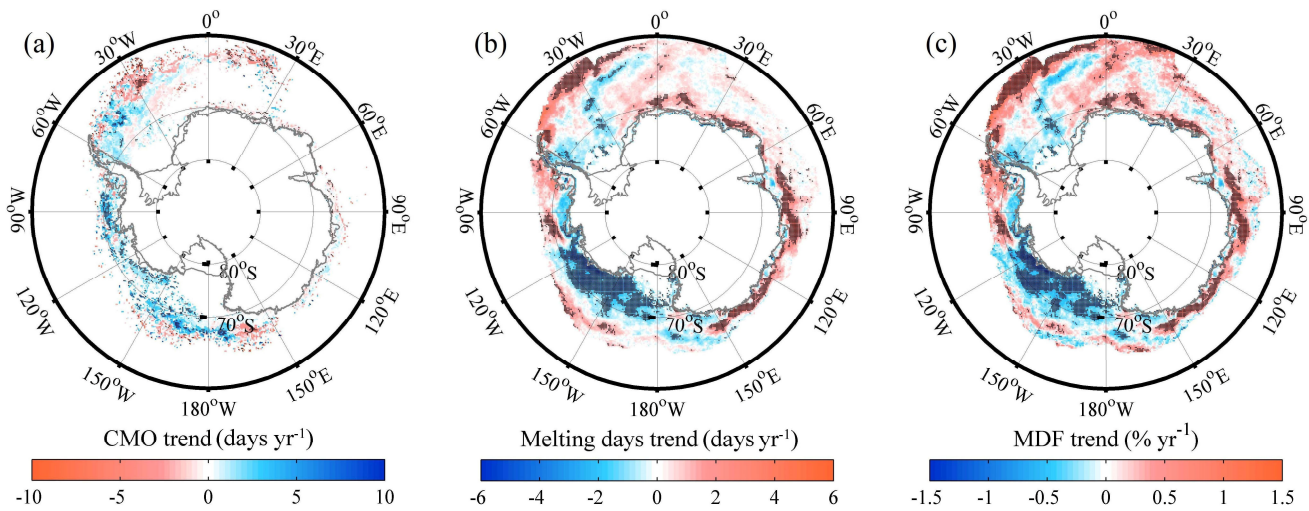 (a)
0°
30°E
60°E
90°E
120°E
150°E
180°W
150°W
120°W
90°W
60°W
30°W
80°S
70°S
CMO trend (days yr⁻¹)
-10 -5 0 5 10
(b)
0°
30°E
60°E
90°E
120°E
150°E
180°W
150°W
120°W
90°W
60°W
30°W
80°S
70°S
Melting days trend (days yr⁻¹)
-6 -4 -2 0 2 4 6
(c)
0°
30°E
60°E
90°E
120°E
150°E
180°W
150°W
120°W
90°W
60°W
30°W
80°S
70°S
MDF trend (% yr⁻¹)
-1.5 -1 -0.5 0 0.5 1 1.5